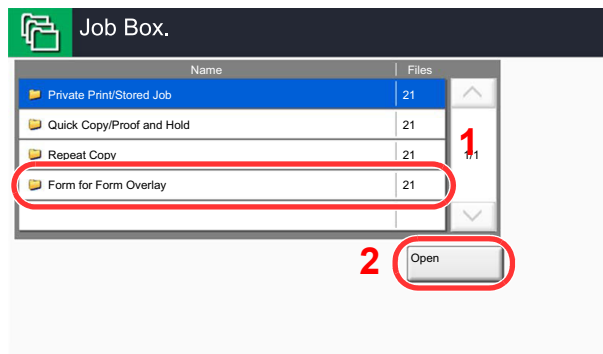 Job Box.
Name Files
Private Print/Stored Job 21
Quick Copy/Proof and Hold 21
Repeat Copy 21
1
1/1
Form for Form Overlay 21
2
Open